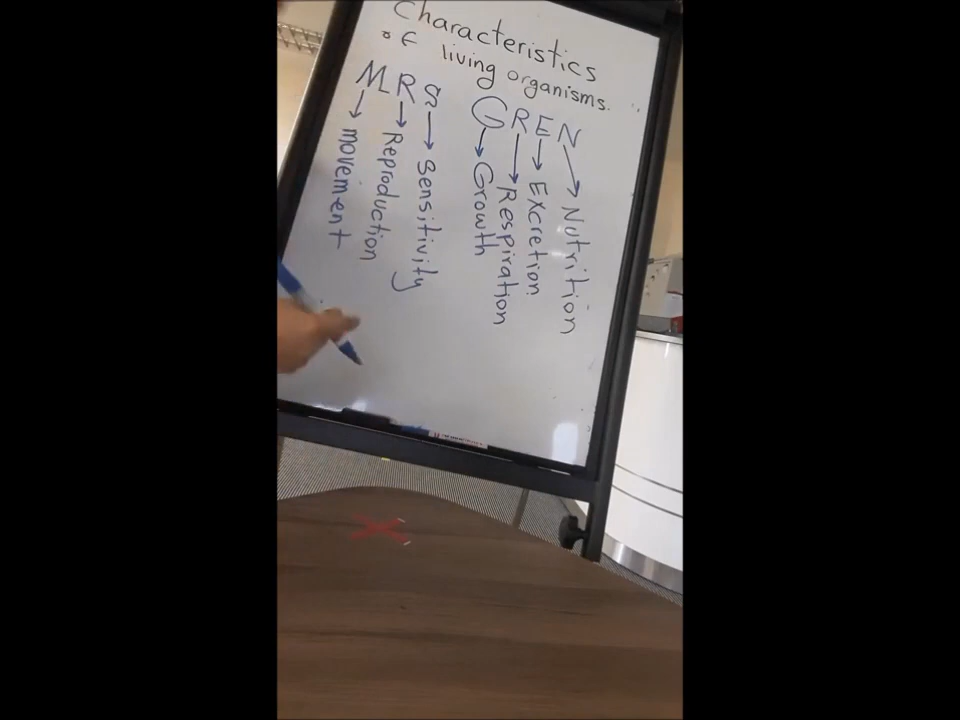 Characteristics
of living organisms.
MRS GREN
Movement
Reproduction
Sensitivity
Growth
Respiration
Excretion
Nutrition